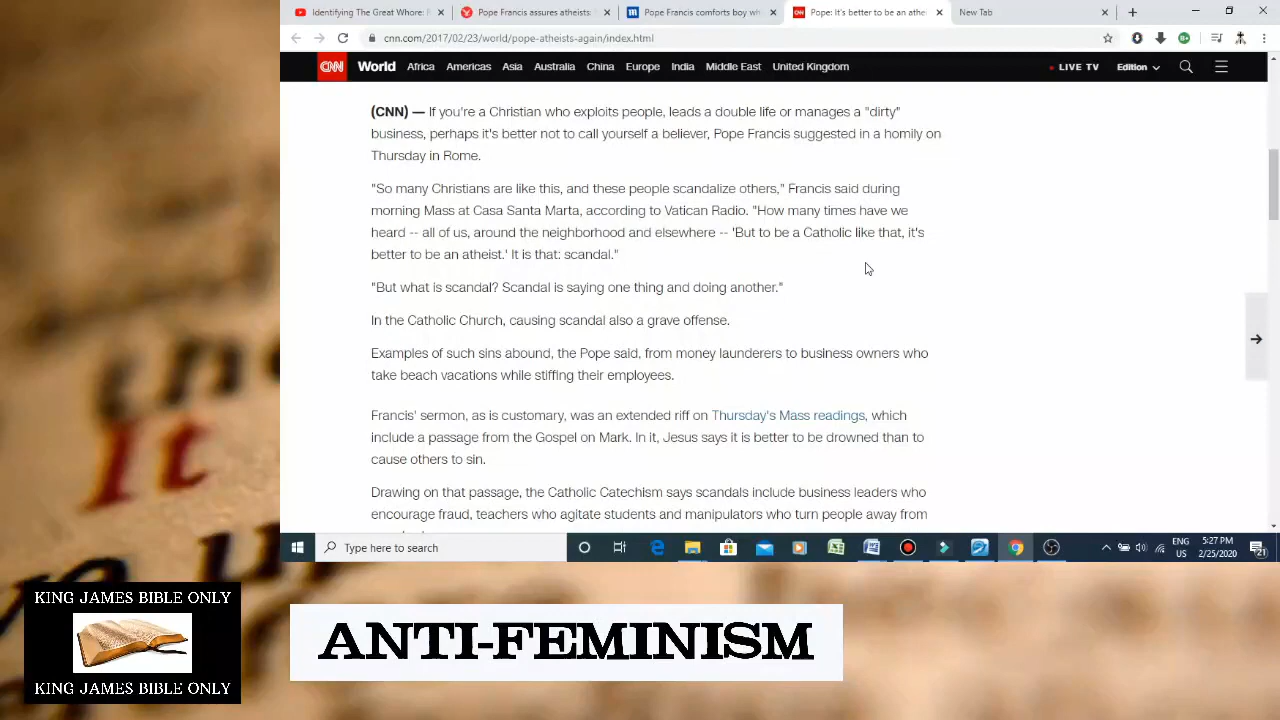 Identifying The Great Whore: R
Pope Francis assures atheists: Y
Pope Francis comforts boy wh
Pope: It's better to be an athe
New Tab
cnn.com/2017/02/23/world/pope-atheists-again/index.html
CNN World Africa Americas Asia Australia China Europe India Middle East United Kingdom LIVE TV Edition
(CNN) — If you're a Christian who exploits people, leads a double life or manages a "dirty"
business, perhaps it's better not to call yourself a believer, Pope Francis suggested in a homily on
Thursday in Rome.
"So many Christians are like this, and these people scandalize others," Francis said during
morning Mass at Casa Santa Marta, according to Vatican Radio. "How many times have we
heard -- all of us, around the neighborhood and elsewhere -- 'But to be a Catholic like that, it's
better to be an atheist.' It is that: scandal."
"But what is scandal? Scandal is saying one thing and doing another."
In the Catholic Church, causing scandal also a grave offense.
Examples of such sins abound, the Pope said, from money launderers to business owners who
take beach vacations while stiffing their employees.
Francis' sermon, as is customary, was an extended riff on Thursday's Mass readings, which
include a passage from the Gospel on Mark. In it, Jesus says it is better to be drowned than to
cause others to sin.
Drawing on that passage, the Catholic Catechism says scandals include business leaders who
encourage fraud, teachers who agitate students and manipulators who turn people away from
It
Type here to search
ENG
US
5:27 PM
2/25/2020
21
KING JAMES BIBLE ONLY
KING JAMES BIBLE ONLY
ANTI-FEMINISM